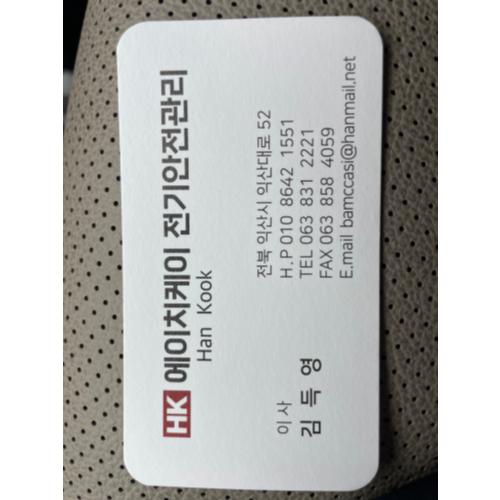 HK 에이치케이 전기안전관리
Han Kook
이사
김득영
전북 익산시 익산대로 52
H.P 010 8642 1551
TEL 063 831 2221
FAX 063 858 4059
E.mail bamccasi@hanmail.net